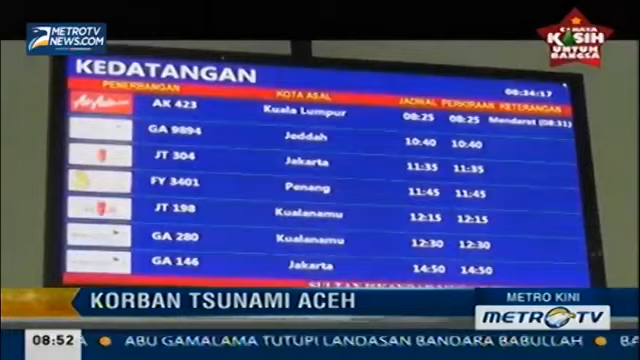 METROTV
NEWS.COM
KASIH
UNTUK
BANGSA
KEDATANGAN
08:34:17
PENERBANGAN KOTA ASAL JADWAL PERKIRAAN KETERANGAN
AirAsia AK 423 Kuala Lumpur 08:25 08:25 Mendarat (08:31)
GA 9894 Jeddah 10:40 10:40
JT 304 Jakarta 11:35 11:35
FY 3401 Penang 11:45 11:45
JT 198 Kualanamu 12:15 12:15
GA 280 Kualanamu 12:30 12:30
GA 146 Jakarta 14:50 14:50
KORBAN TSUNAMI ACEH
METRO KINI
METRO TV
08:52 ABU GAMALAMA TUTUPI LANDASAN BANDARA BABULLAH B